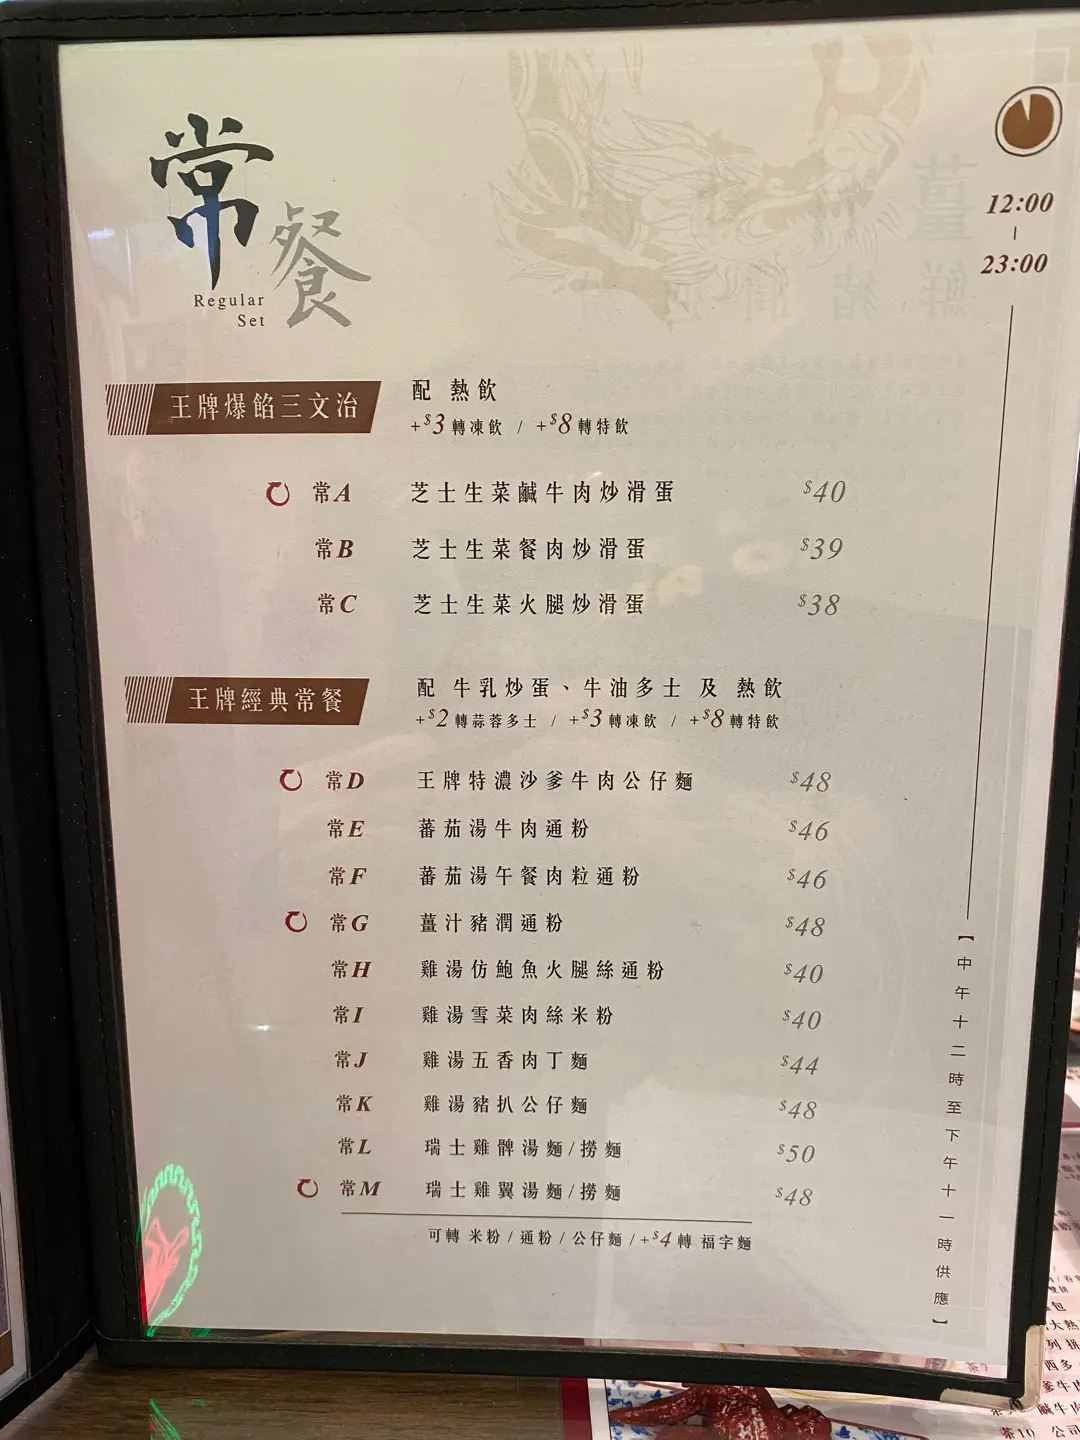 常餐
Regular
Set
12:00
-
23:00
王牌爆餡三文治 配 熱飲
+$3轉凍飲 / +$8轉特飲
常A 芝士生菜鹹牛肉炒滑蛋 $40
常B 芝士生菜餐肉炒滑蛋 $39
常C 芝士生菜火腿炒滑蛋 $38
王牌經典常餐 配 牛乳炒蛋、牛油多士 及 熱飲
+$2轉蒜蓉多士 / +$3轉凍飲 / +$8轉特飲
常D 王牌特濃沙爹牛肉公仔麵 $48
常E 蕃茄湯牛肉通粉 $46
常F 蕃茄湯午餐肉粒通粉 $46
常G 薑汁豬潤通粉 $48
常H 雞湯仿鮑魚火腿絲通粉 $40
常I 雞湯雪菜肉絲米粉 $40
常J 雞湯五香肉丁麵 $44
常K 雞湯豬扒公仔麵 $48
常L 瑞士雞髀湯麵/撈麵 $50
常M 瑞士雞翼湯麵/撈麵 $48
可轉 米粉/通粉/公仔麵/+$4轉 福字麵
【中午十二時至下午十一時供應】
茶7
茶10 公司